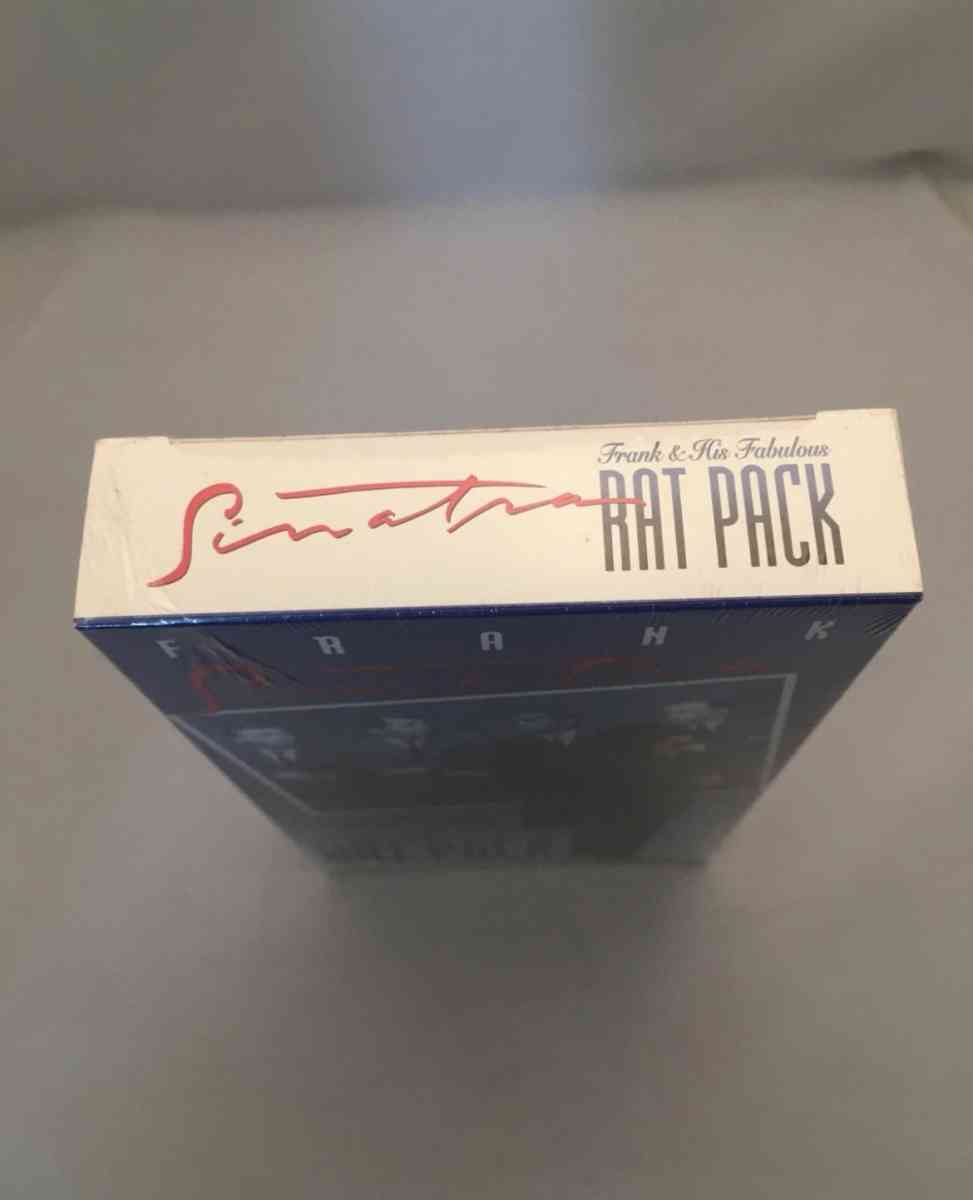 Sinatra
Frank & His Fabulous
RAT PACK
FRANK